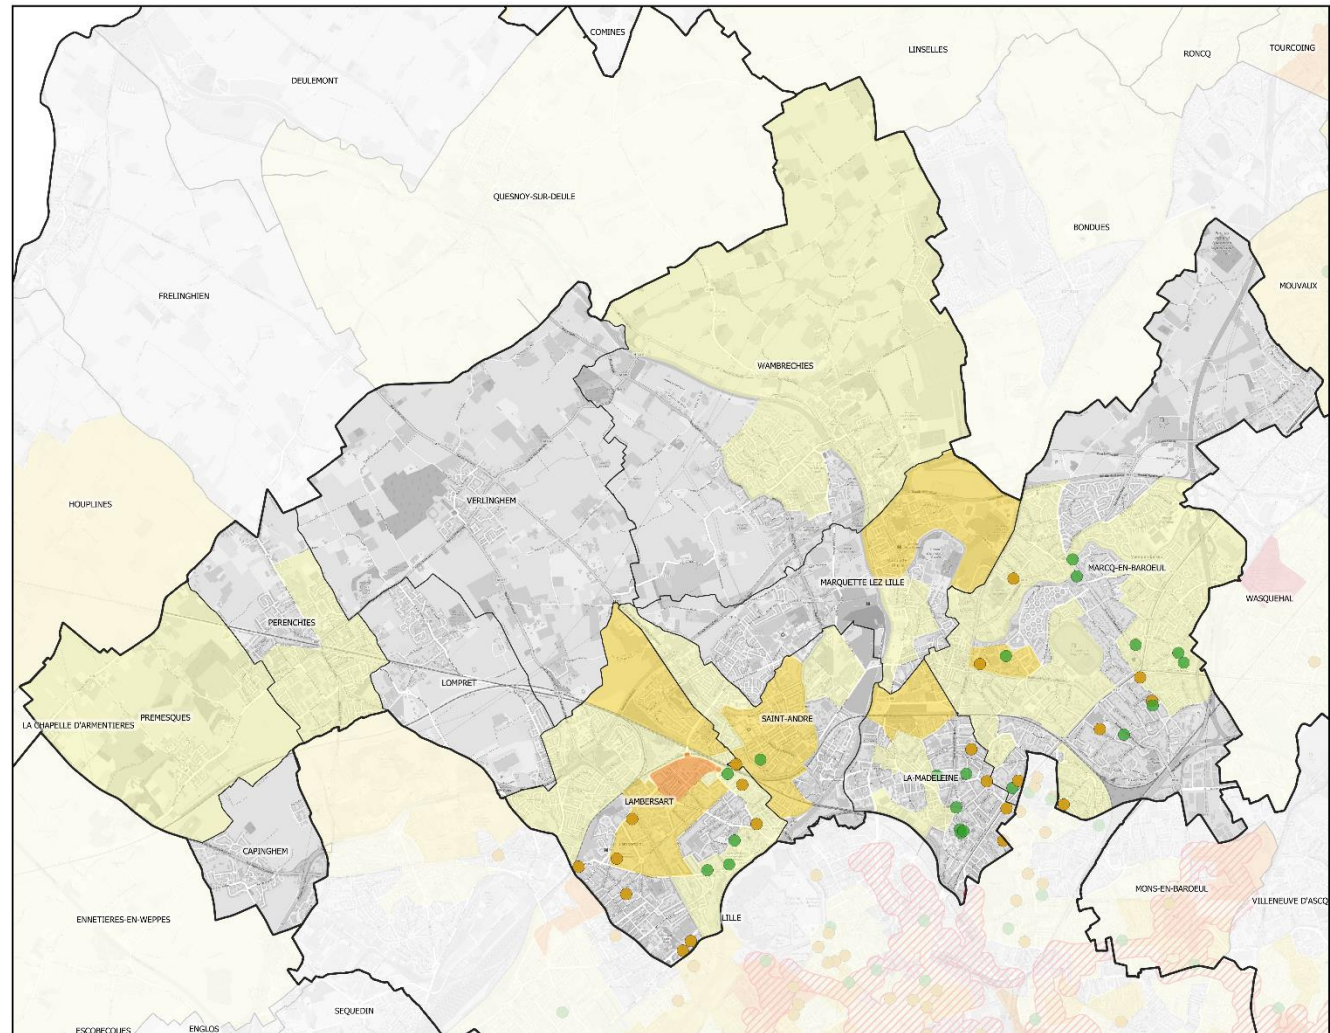 COMINES
LINSELLES
RONCQ
TOURCOING
DEULEMONT
QUESNOY-SUR-DEULE
BONDUES
FRELINGHIEN
MOUVAUX
WAMBRECHIES
HOUPLINES
VERLINGHEM
MARQUETTE LEZ LILLE
MARCQ-EN-BAROEUL
WASQUEHAL
PERENCHIES
LOMPRET
PREMESQUES
LA CHAPELLE D'ARMENTIERES
SAINT-ANDRE
LA-MADELEINE
LAMBERSART
CAPINGHEM
MONS-EN-BAROEUL
VILLENEUVE D'ASCQ
ENNETIERES-EN-WEPPES
LILLE
SEQUEDIN
ENGLOS
ESCOBECQUES